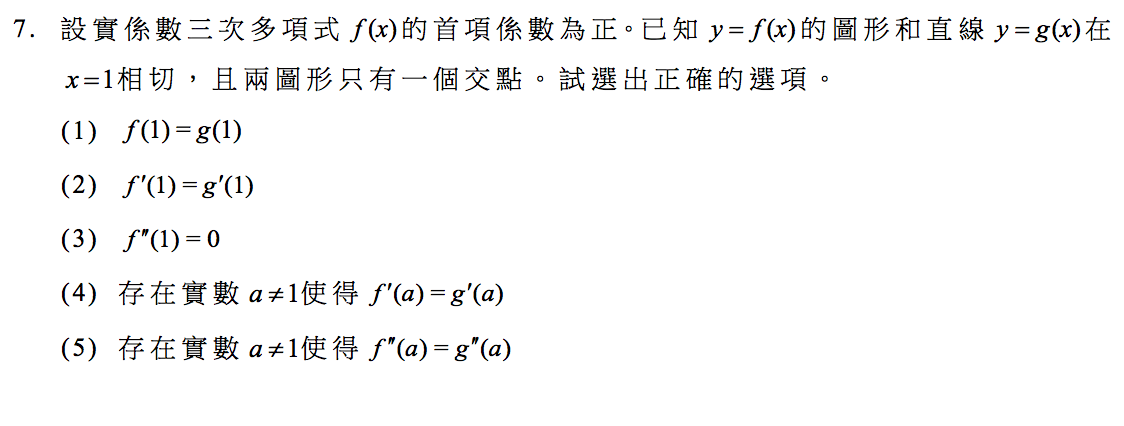 7. 設實係數三次多項式 f(x)的首項係數為正。已知 y=f(x)的圖形和直線 y=g(x)在
x=1相切，且兩圖形只有一個交點。試選出正確的選項。
(1) f(1)=g(1)
(2) f′(1)=g′(1)
(3) f″(1)=0
(4) 存在實數 a≠1使得 f′(a)=g′(a)
(5) 存在實數 a≠1使得 f″(a)=g″(a)